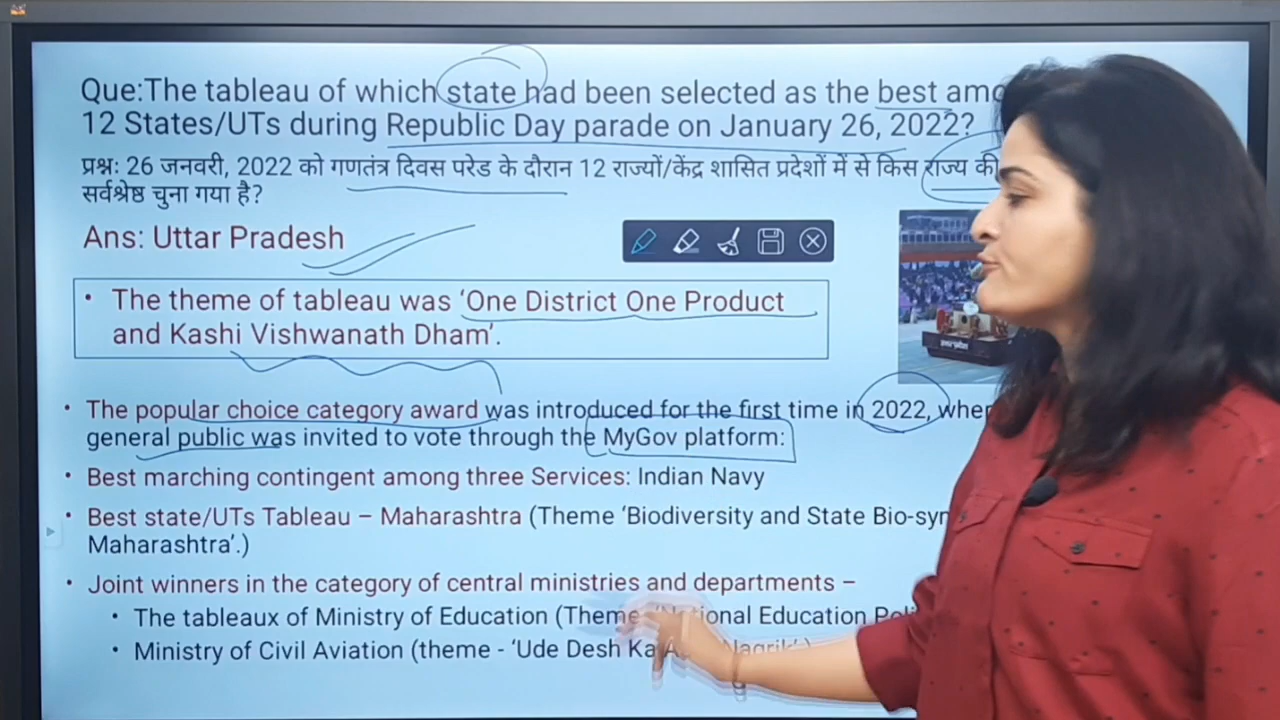 Que:The tableau of which state had been selected as the best
12 States/UTs during Republic Day parade on January 26, 2022?
प्रश्न: 26 जनवरी, 2022 को गणतंत्र दिवस परेड के दौरान 12 राज्यों/केंद्र शासित प्रदेशों में से किस राज्य की
सर्वश्रेष्ठ चुना गया है?
Ans: Uttar Pradesh
• The theme of tableau was ‘One District One Product
and Kashi Vishwanath Dham’.
• The popular choice category award was introduced for the first time in 2022,
general public was invited to vote through the MyGov platform:
• Best marching contingent among three Services: Indian Navy
• Best state/UTs Tableau – Maharashtra (Theme ‘Biodiversity and State
Maharashtra’.)
• Joint winners in the category of central ministries and departments –
• The tableaux of Ministry of Education (Theme Education
• Ministry of Civil Aviation (theme - ‘Ude Desh